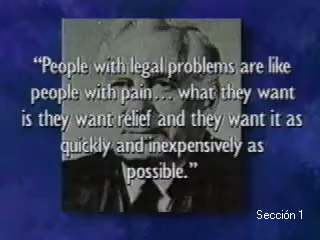 “People with legal problems are like
people with pain... what they want
is they want relief and they want it as
quickly and inexpensively as
possible.”
Sección 1